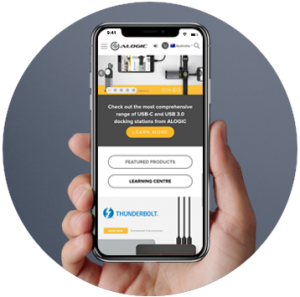 9:41
ALOGIC
Australia
Check out the most comprehensive
range of USB-C and USB 3.0
docking stations from ALOGIC
LEARN MORE
FEATURED PRODUCTS
LEARNING CENTRE
THUNDERBOLT.